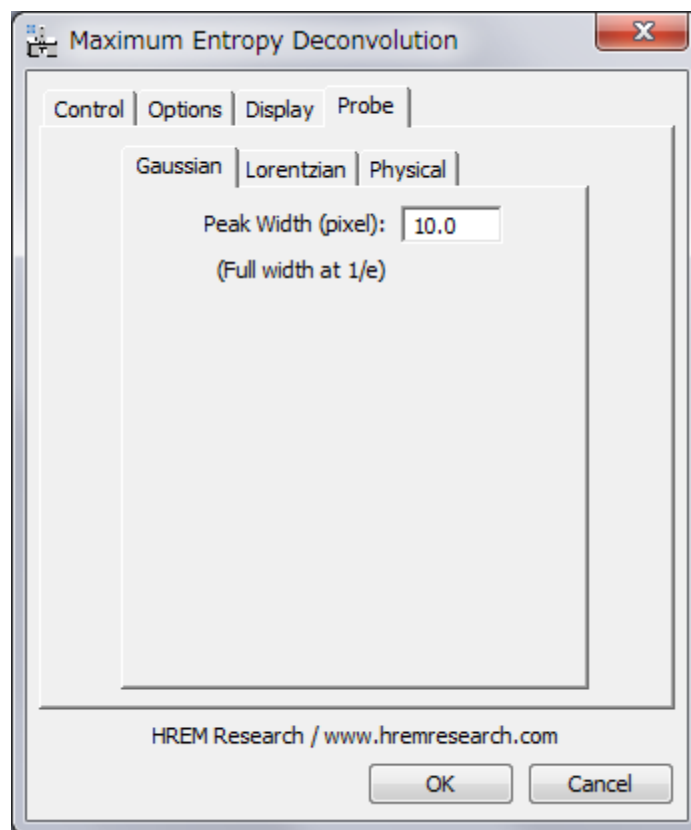 Maximum Entropy Deconvolution
Control Options Display Probe
Gaussian Lorentzian Physical
Peak Width (pixel): 10.0
(Full width at 1/e)
HREM Research / www.hremresearch.com
OK Cancel